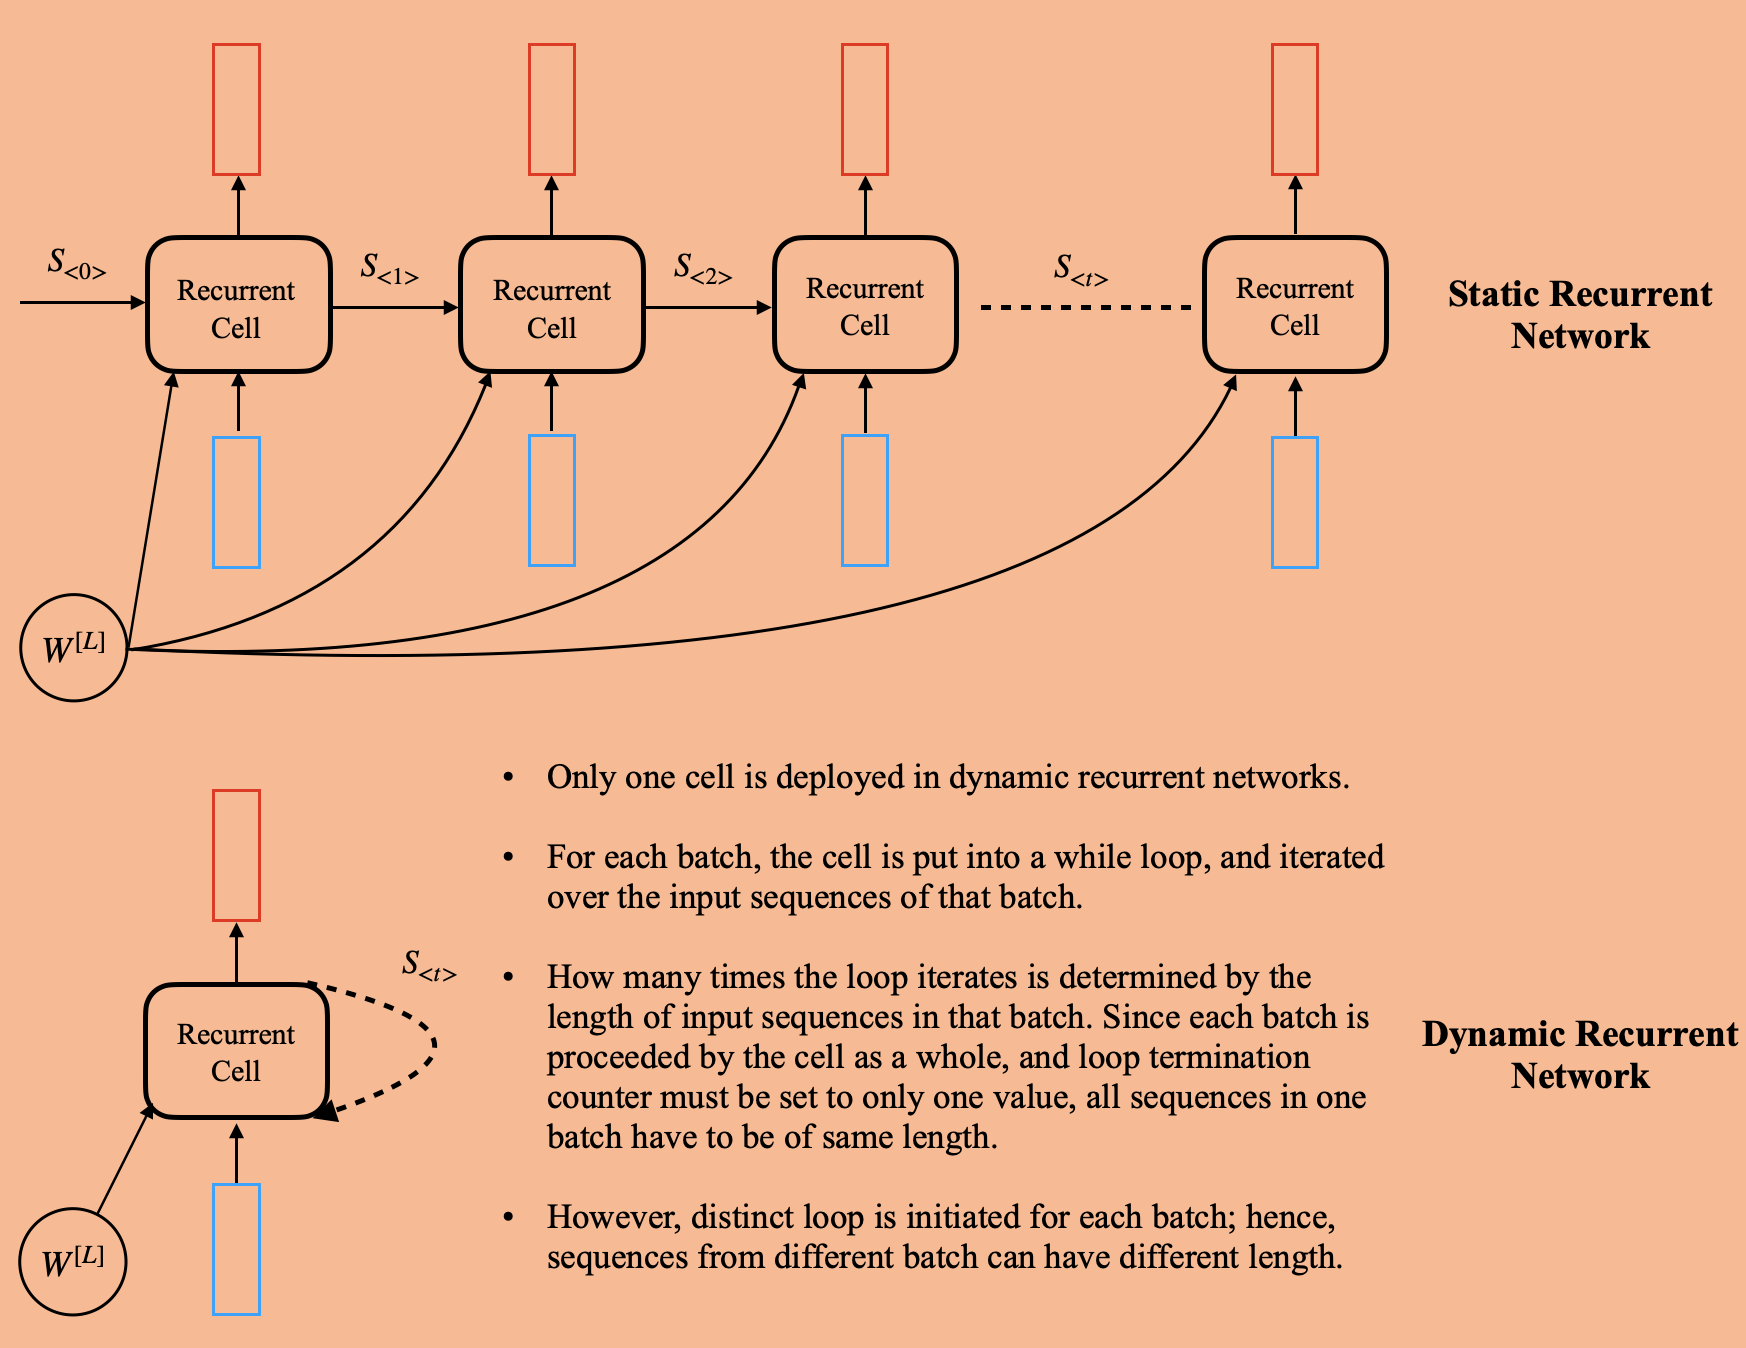 S<0>
S<1>
S<2>
S<t>
Recurrent
Cell
Recurrent
Cell
Recurrent
Cell
Recurrent
Cell
Static Recurrent
Network
W[L]
• Only one cell is deployed in dynamic recurrent networks.
• For each batch, the cell is put into a while loop, and iterated
over the input sequences of that batch.
S<t>
• How many times the loop iterates is determined by the
length of input sequences in that batch. Since each batch is
proceeded by the cell as a whole, and loop termination
counter must be set to only one value, all sequences in one
batch have to be of same length.
Recurrent
Cell
Dynamic Recurrent
Network
• However, distinct loop is initiated for each batch; hence,
sequences from different batch can have different length.
W[L]